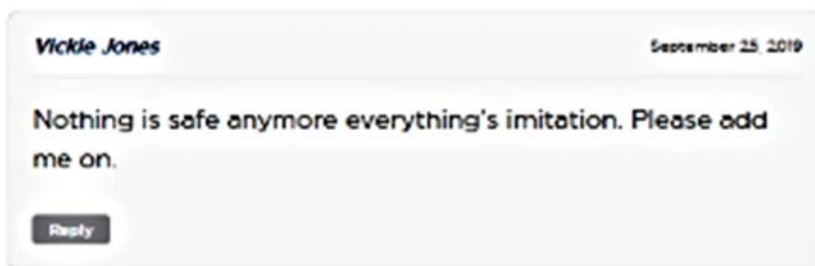 Vickie Jones
September 25, 2019
Nothing is safe anymore everything's imitation. Please add
me on.
Reply